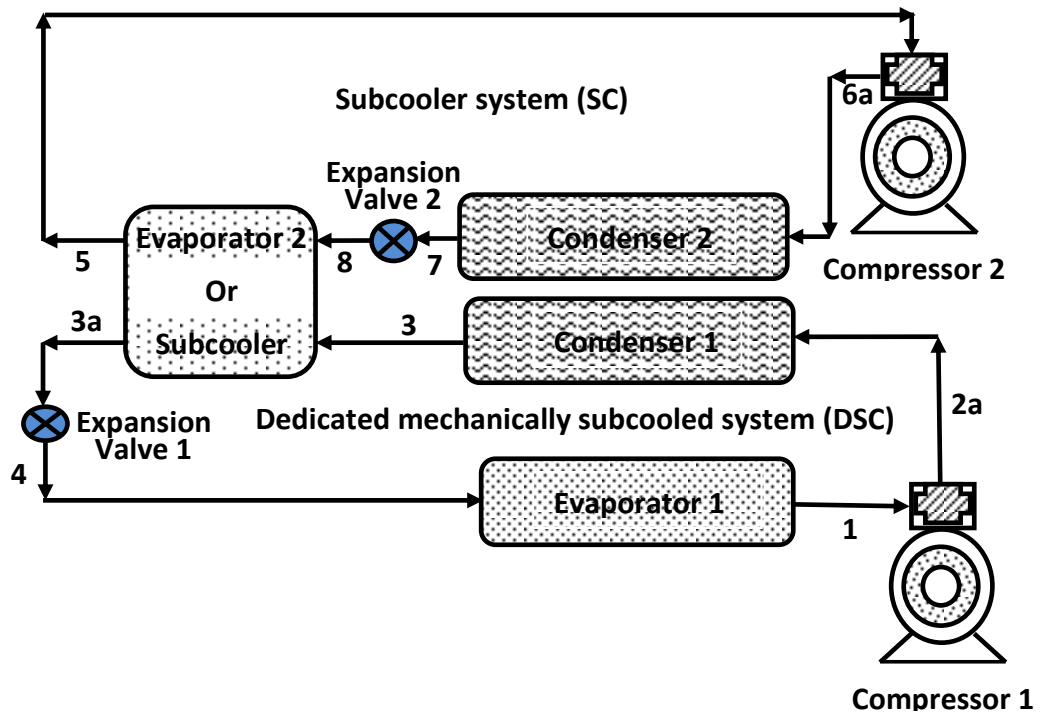 6a
Subcooler system (SC)
Expansion
Valve 2
Evaporator 2
Condenser 2
5
8
7
Compressor 2
Or
3a
3
Subcooler
Condenser 1
2a
Expansion
Valve 1
Dedicated mechanically subcooled system (DSC)
4
Evaporator 1
1
Compressor 1